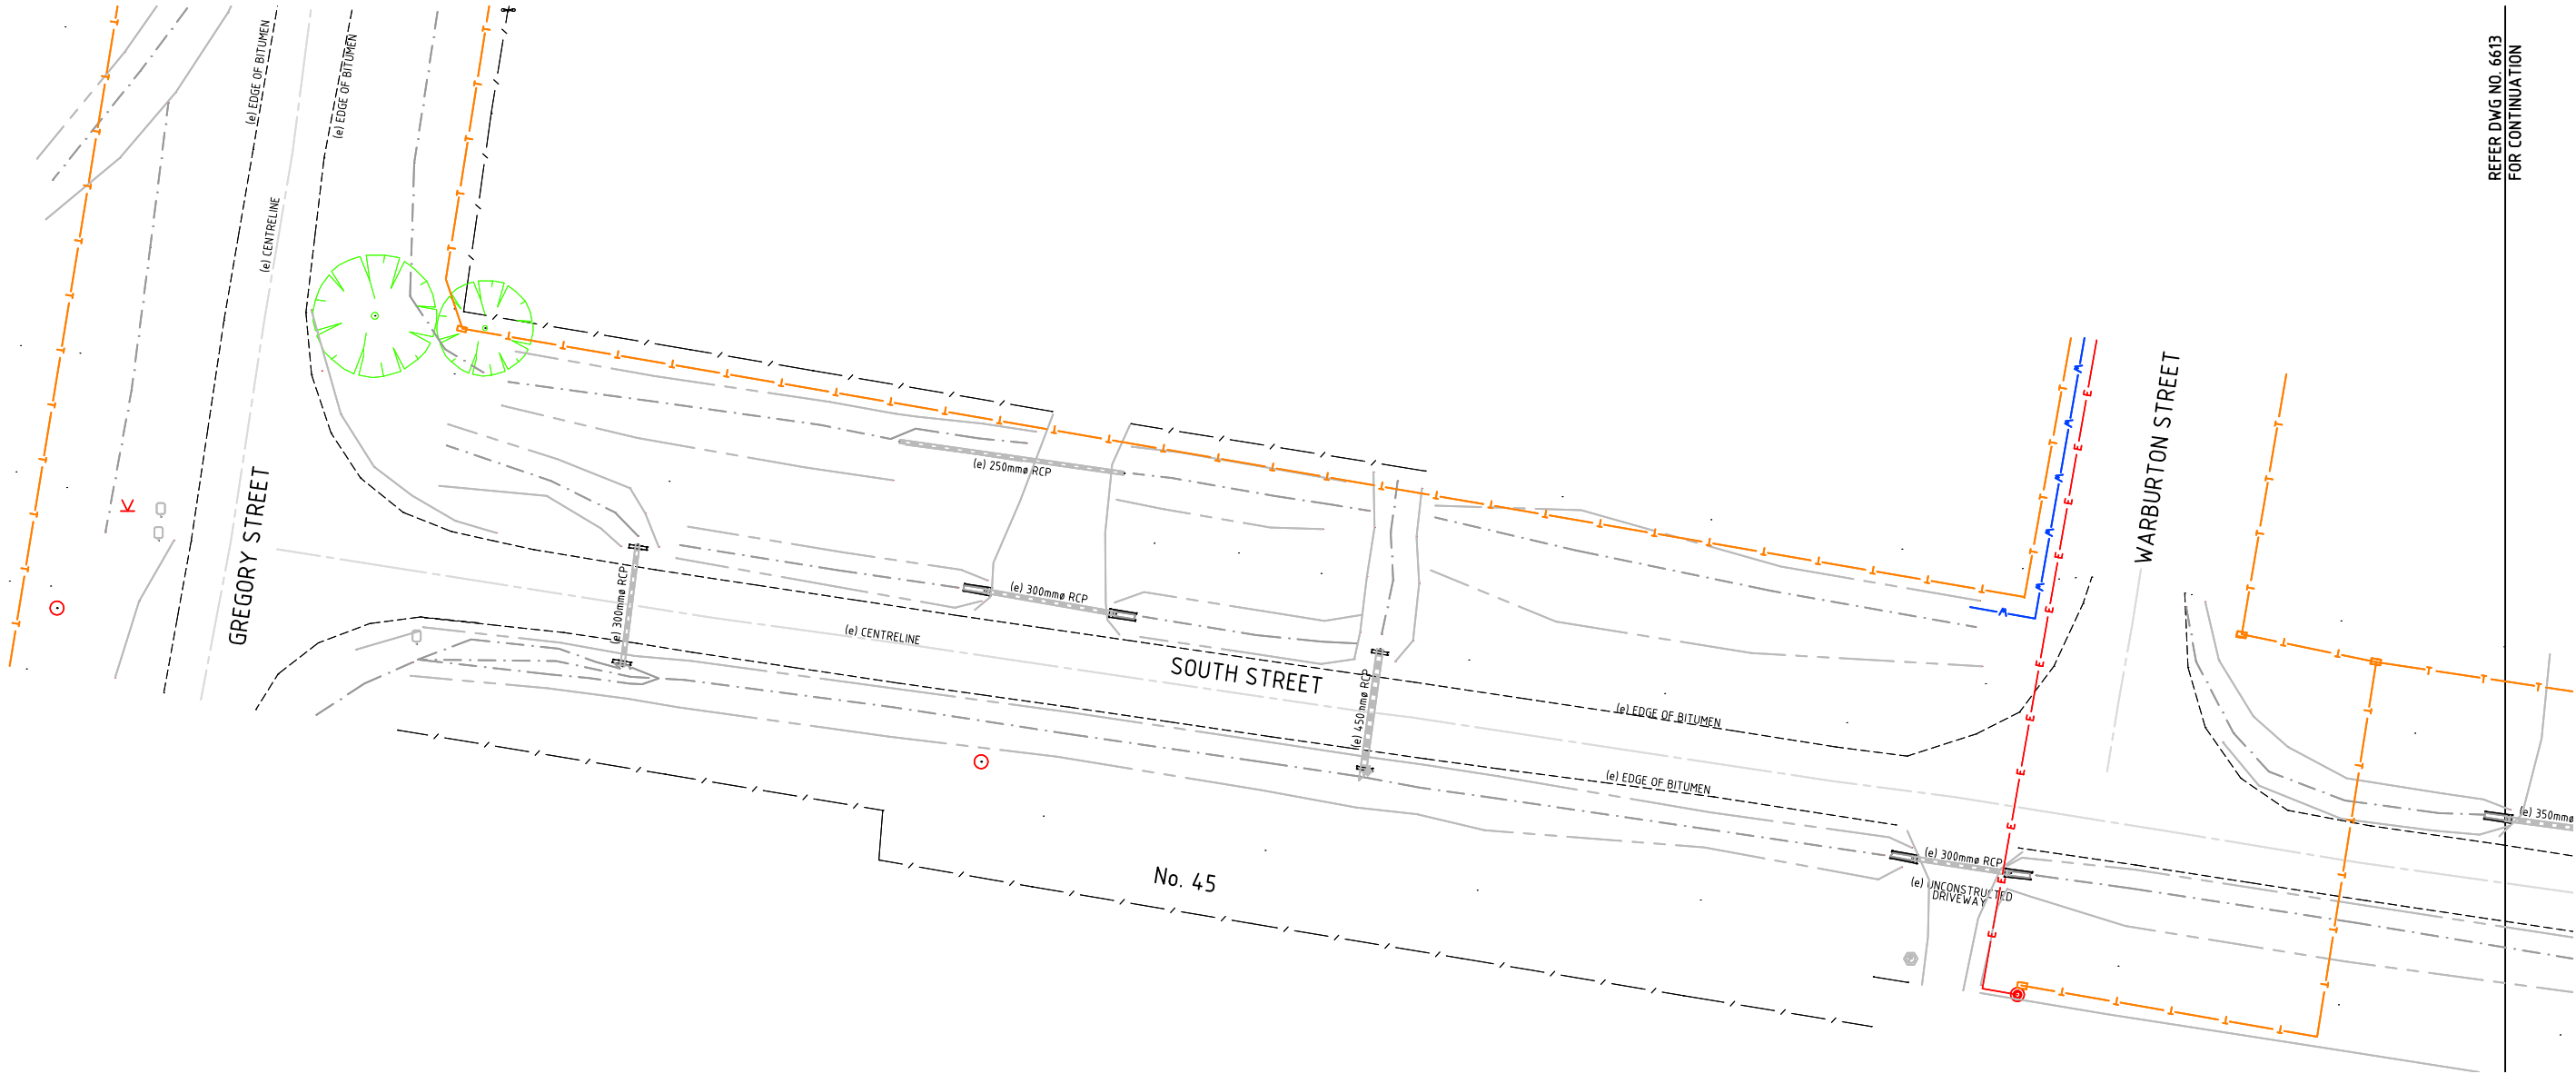 (e) EDGE OF BITUMEN
(e) EDGE OF BITUMEN
(e) CENTRELINE
GREGORY STREET
(e) 250mmø RCP
(e) 300mmø RCP
(e) 300mmø RCP
(e) CENTRELINE
SOUTH STREET
(e) 450mmø RCP
(e) EDGE OF BITUMEN
(e) EDGE OF BITUMEN
No. 45
(e) 300mmø RCP
(e) UNCONSTRUCTED
DRIVEWAY
WARBURTON STREET
(e) 350mmø
REFER DWG NO. 6613
FOR CONTINUATION